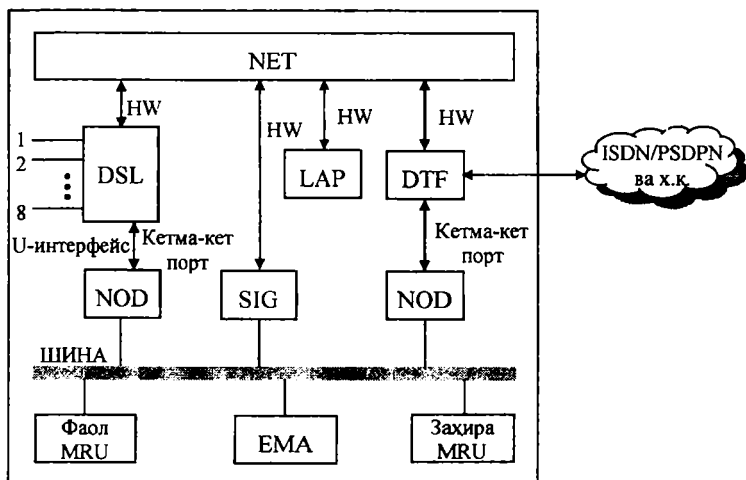 NET
HW
HW
HW
HW
1
2
8
DSL
LAP
DTF
ISDN/PSDPN
ва х.қ.
U-интерфейс
Кетма-кет
порт
Кетма-кет
порт
NOD
SIG
NOD
ШИНА
Фаол
MRU
EMA
Заҳира
MRU